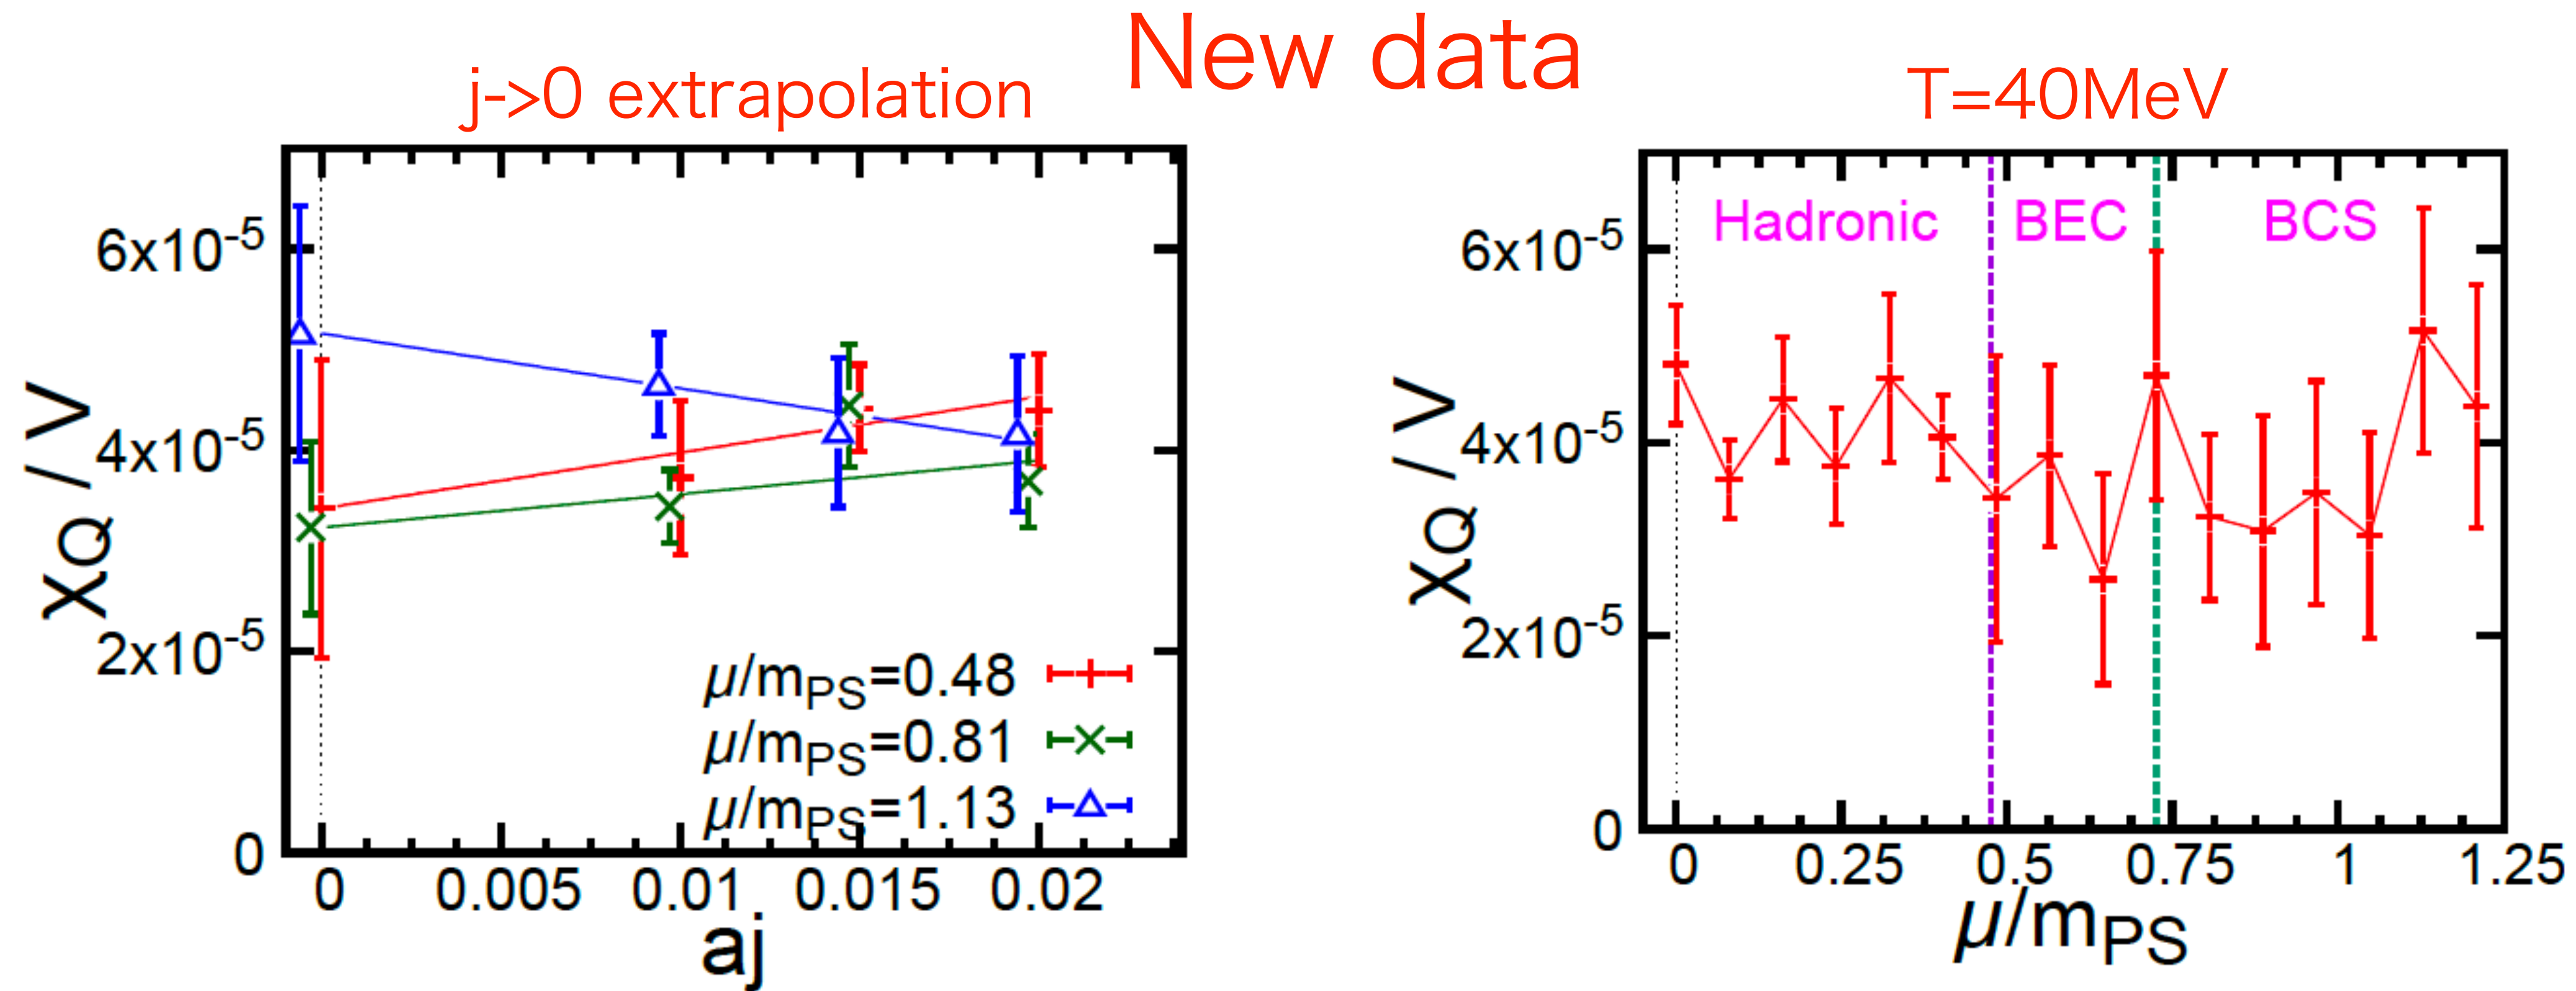 New data
j->0 extrapolation
χQ / V
6x10⁻⁵
4x10⁻⁵
2x10⁻⁵
0
μ/mPS=0.48
μ/mPS=0.81
μ/mPS=1.13
0 0.005 0.01 0.015 0.02
aj
T=40MeV
χQ / V
6x10⁻⁵
4x10⁻⁵
2x10⁻⁵
0
Hadronic BEC BCS
0 0.25 0.5 0.75 1 1.25
μ/mPS